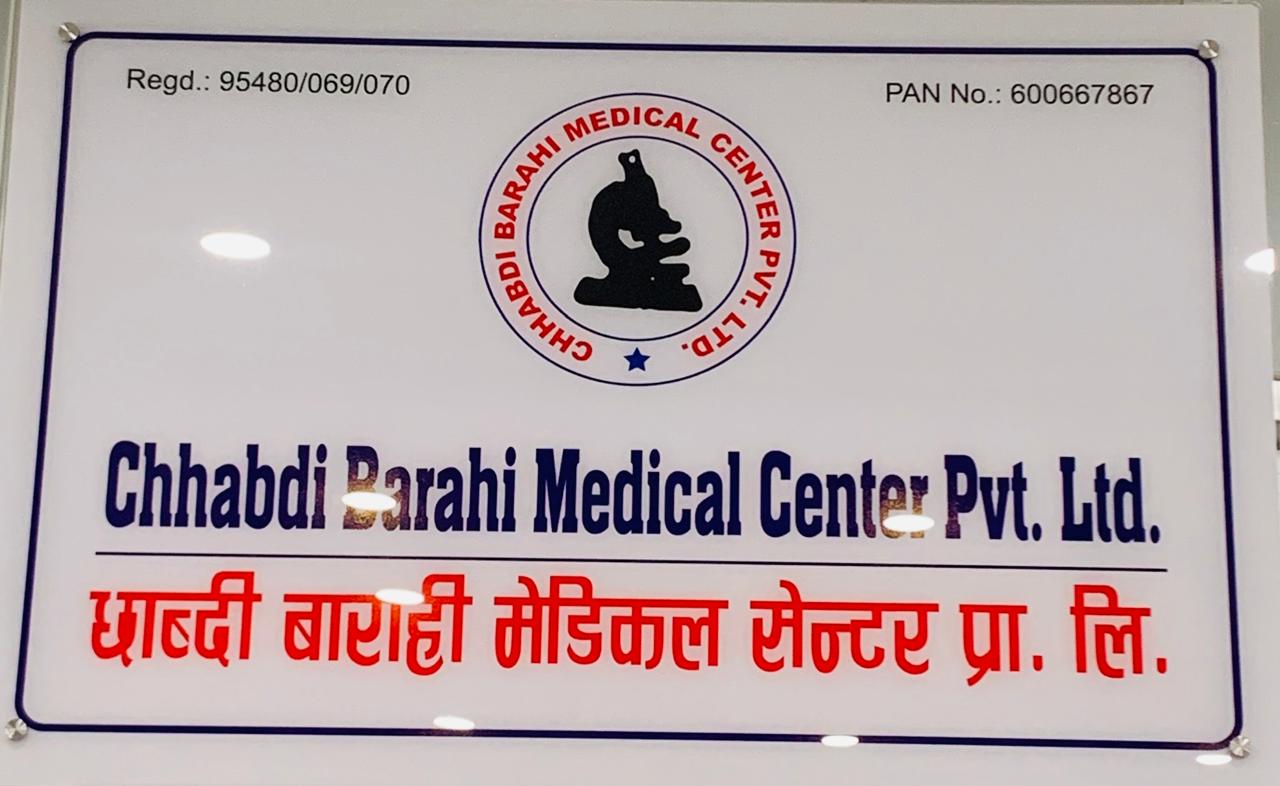 Regd.: 95480/069/070
PAN No.: 600667867
CHHABDI BARAHI MEDICAL CENTER PVT. LTD.
Chhabdi Barahi Medical Center Pvt. Ltd.
छाब्दी बाराही मेडिकल सेन्टर प्रा. लि.